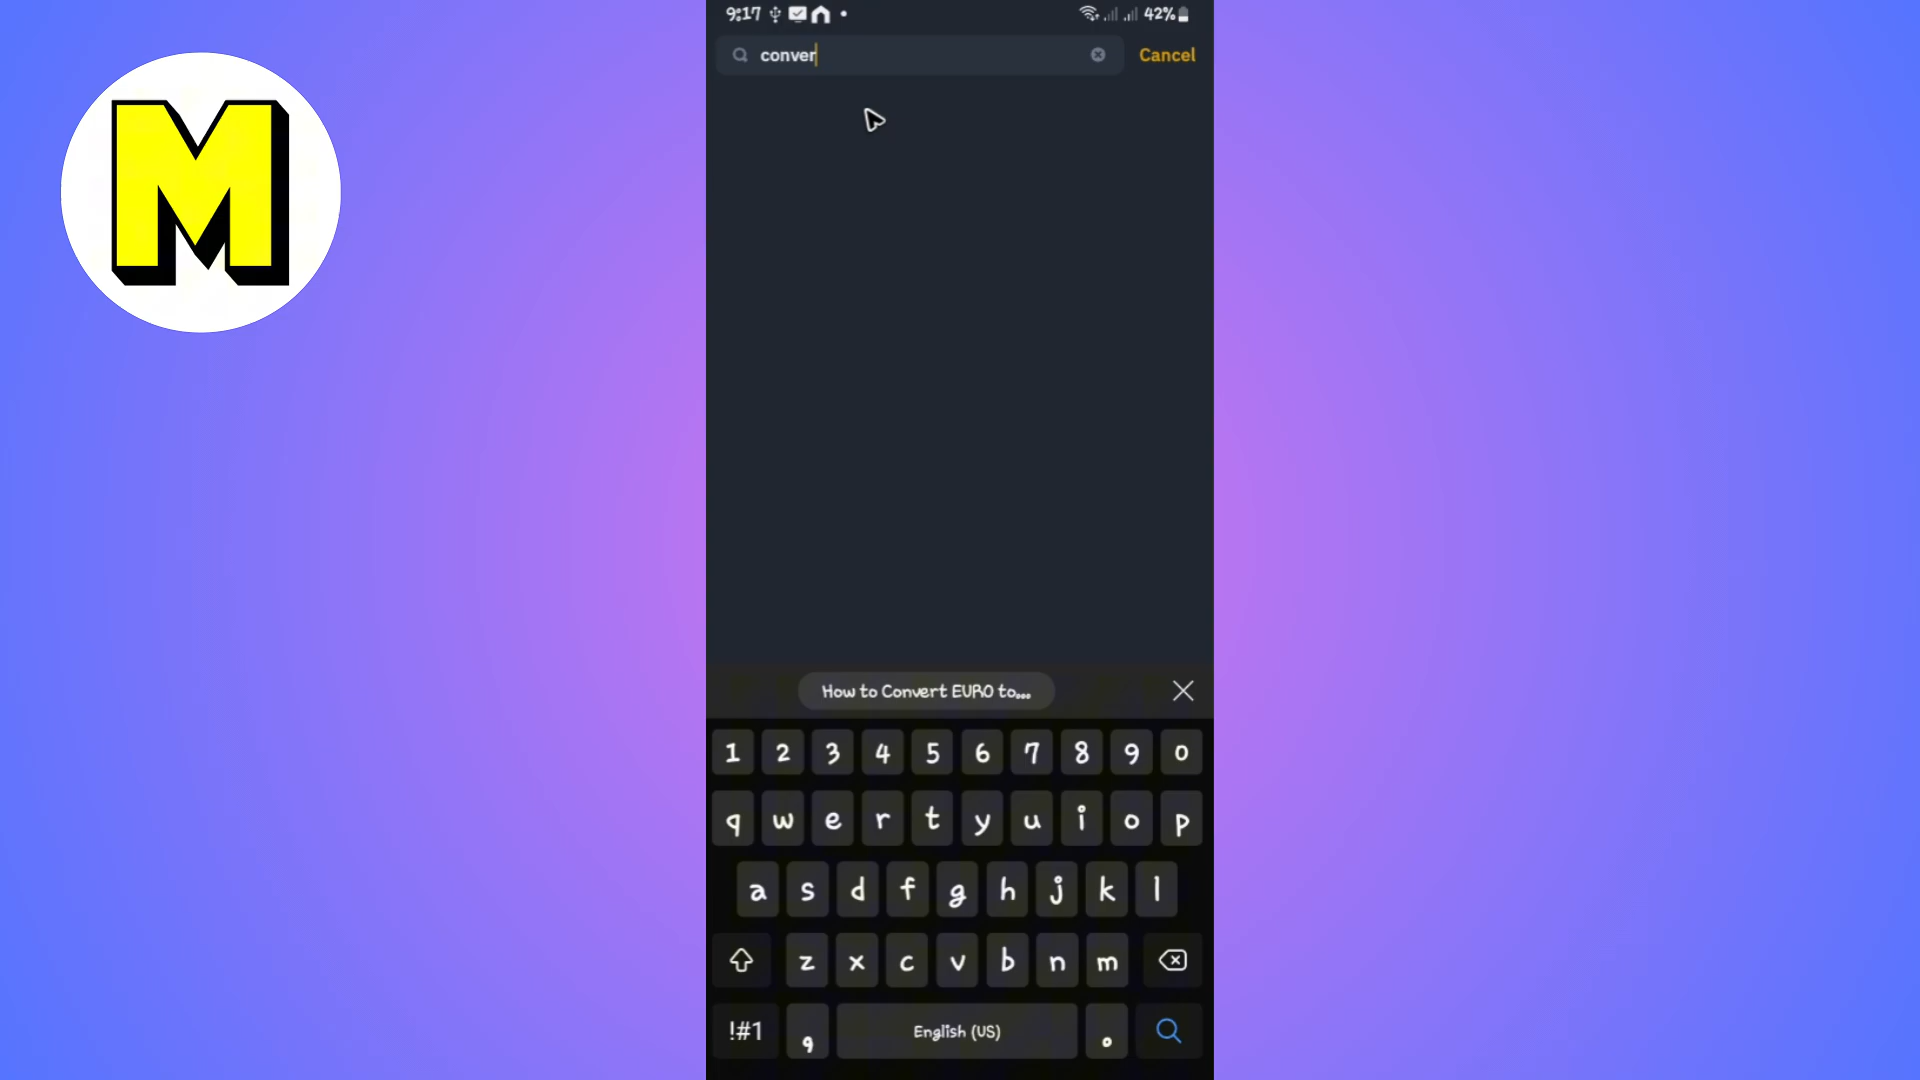 M
9:17 42%
conver Cancel
How to Convert EURO to...
1 2 3 4 5 6 7 8 9 0
q w e r t y u i o p
a s d f g h j k l
z x c v b n m
!#1 , English (US) .